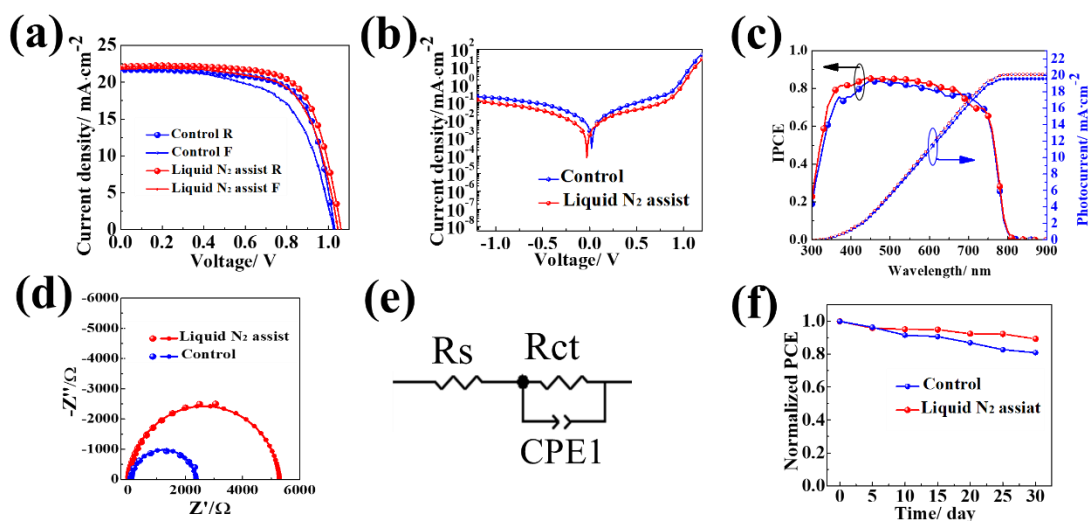 (a)
Current density/ mA·cm-2
25
20
15
10
5
0
Control R
Control F
Liquid N2 assist R
Liquid N2 assist F
0.0 0.2 0.4 0.6 0.8 1.0
Voltage/ V
(b)
Current density/mA·cm-2
10^2
10^1
10^0
10^-1
10^-2
10^-3
10^-4
10^-5
10^-6
10^-7
10^-8
Control
Liquid N2 assist
-1.0 -0.5 0.0 0.5 1.0
Voltage/ V
(c)
IPCE
1.0
0.8
0.6
0.4
0.2
0.0
22
20
18
16
14
12
10
8
6
4
2
0
Photocurrent/ mA·cm-2
300 400 500 600 700 800 900
Wavelength/ nm
(d)
-Z''/Ω
-6000
-5000
-4000
-3000
-2000
-1000
0
Liquid N2 assist
Control
0 2000 4000 6000
Z'/Ω
(e)
Rs
Rct
CPE1
(f)
Normalized PCE
1.0
0.8
0.6
0.4
0.2
0.0
Control
Liquid N2 assiat
0 5 10 15 20 25 30
Time/ day